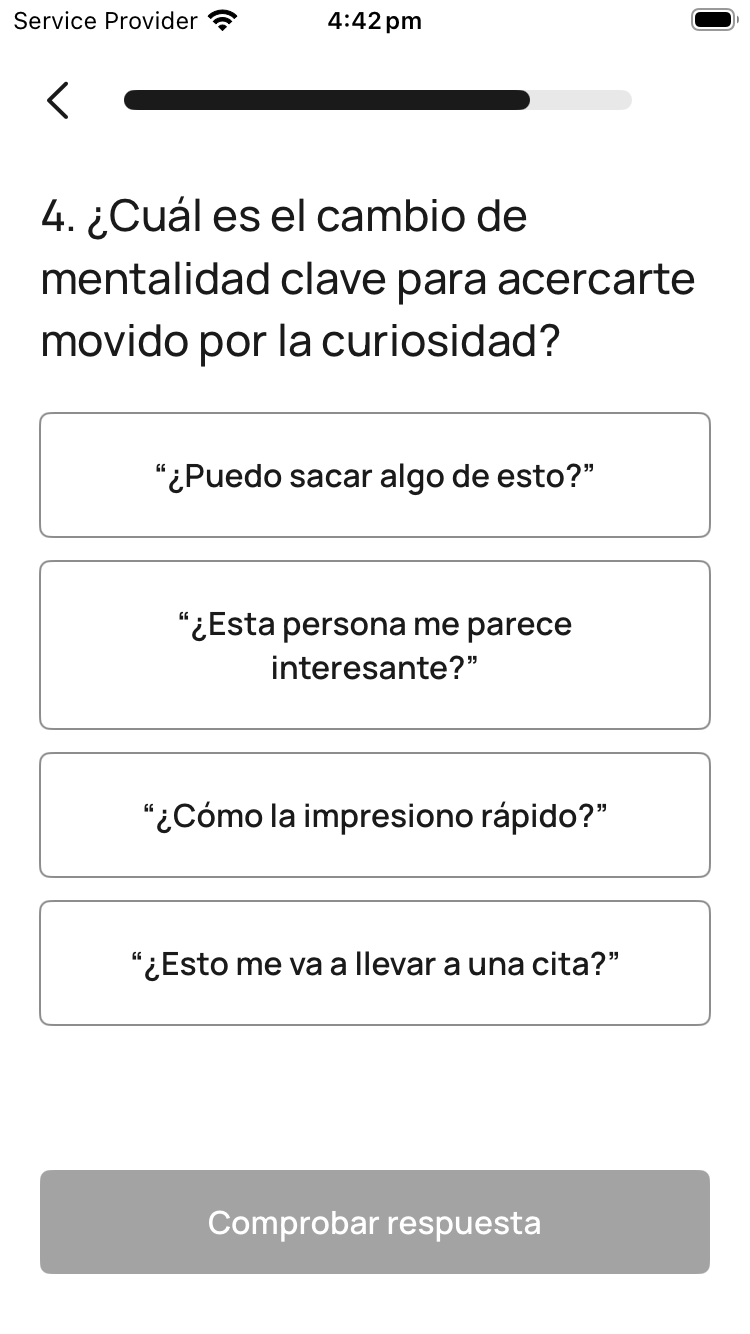 Service Provider 4:42 pm
4. ¿Cuál es el cambio de
mentalidad clave para acercarte
movido por la curiosidad?
“¿Puedo sacar algo de esto?”
“¿Esta persona me parece
interesante?”
“¿Cómo la impresiono rápido?”
“¿Esto me va a llevar a una cita?”
Comprobar respuesta